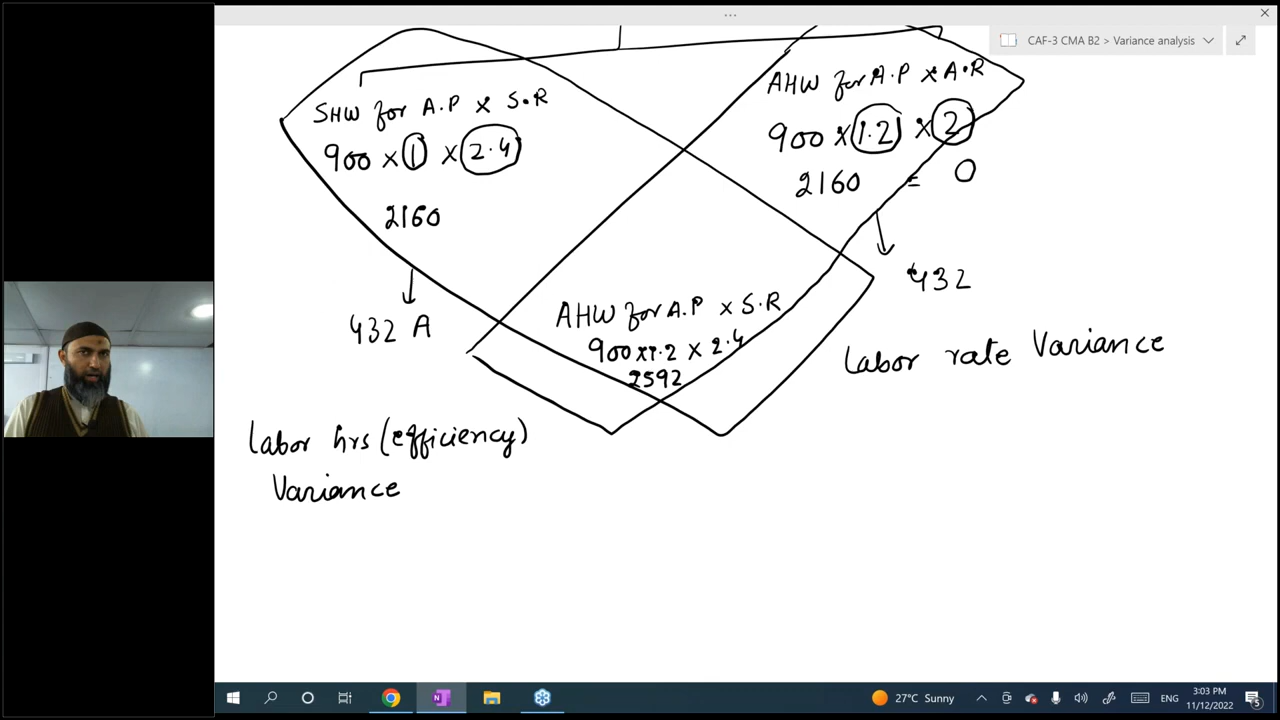 CAF-3 CMA B2 > Variance analysis
SHW for A.P x S.R
900 x 1 x 2.4
2160
432 A
AHW for A.P x A.R
900 x 1.2 x 2
2160 = 0
432
AHW for A.P x S.R
900 x 1.2 x 2.4
2592
Labor rate Variance
Labor hrs (efficiency)
Variance
27°C Sunny
ENG
3:03 PM
11/12/2022
5